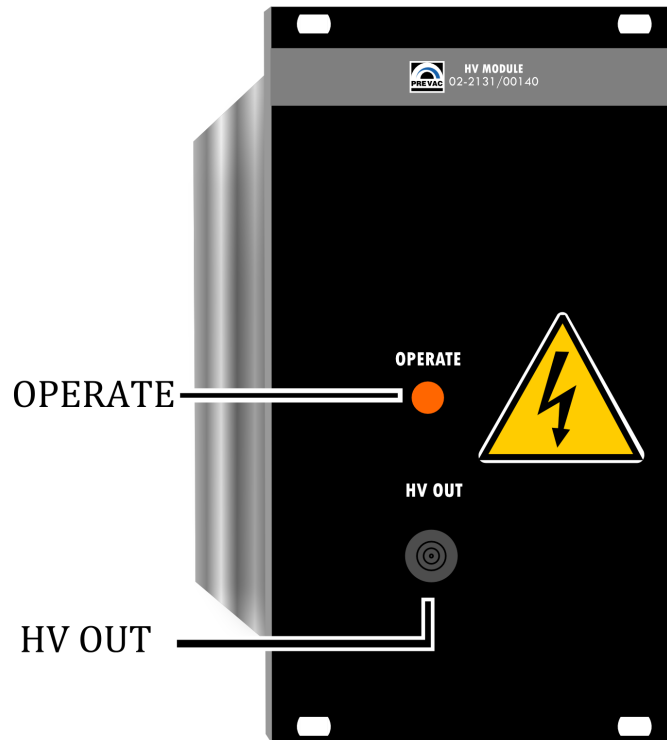 HV MODULE
PREVAC 02-2131/00140
OPERATE
OPERATE
HV OUT
HV OUT